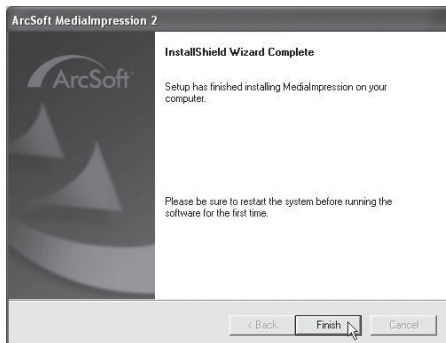 ArcSoft MediaImpression 2
ArcSoft
InstallShield Wizard Complete
Setup has finished installing MediaImpression on your
computer.
Please be sure to restart the system before running the
software for the first time.
< Back
Finish
Cancel